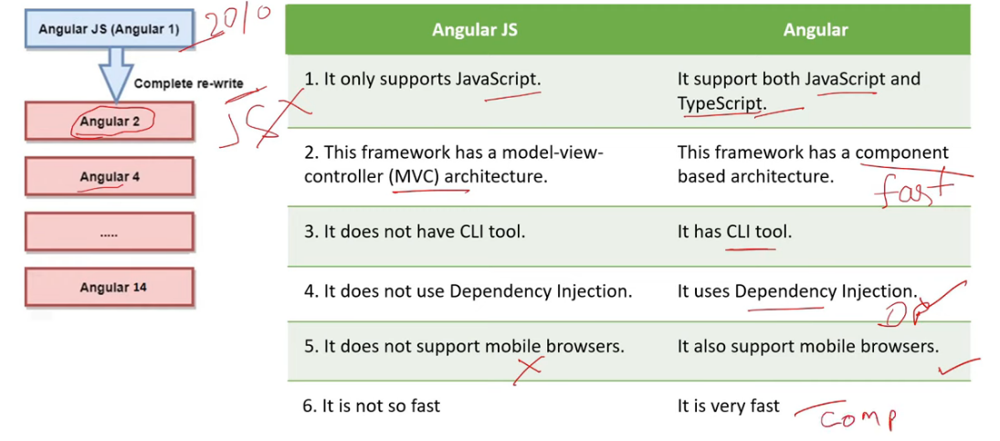 Angular JS (Angular 1)
2010
Complete re-write
JS
Angular 2
Angular 4
.....
Angular 14
Angular JS
Angular
1. It only supports JavaScript.
It support both JavaScript and
TypeScript.
2. This framework has a model-view-
controller (MVC) architecture.
This framework has a component
based architecture.
fast
3. It does not have CLI tool.
It has CLI tool.
4. It does not use Dependency Injection.
It uses Dependency Injection.
5. It does not support mobile browsers.
It also support mobile browsers.
6. It is not so fast
It is very fast
comp